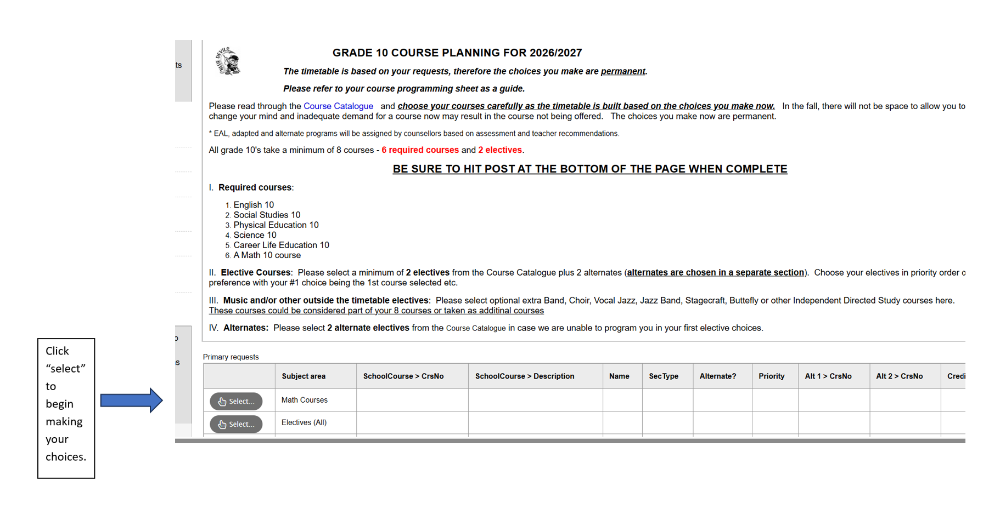 BLUE DEVILS
GRADE 10 COURSE PLANNING FOR 2026/2027
ts
The timetable is based on your requests, therefore the choices you make are permanent.
Please refer to your course programming sheet as a guide.
Please read through the Course Catalogue and choose your courses carefully as the timetable is built based on the choices you make now. In the fall, there will not be space to allow you to
change your mind and inadequate demand for a course now may result in the course not being offered. The choices you make now are permanent.
* EAL, adapted and alternate programs will be assigned by counsellors based on assessment and teacher recommendations.
All grade 10's take a minimum of 8 courses - 6 required courses and 2 electives.
BE SURE TO HIT POST AT THE BOTTOM OF THE PAGE WHEN COMPLETE
I. Required courses:
1. English 10
2. Social Studies 10
3. Physical Education 10
4. Science 10
5. Career Life Education 10
6. A Math 10 course
II. Elective Courses: Please select a minimum of 2 electives from the Course Catalogue plus 2 alternates (alternates are chosen in a separate section). Choose your electives in priority order o
preference with your #1 choice being the 1st course selected etc.
III. Music and/or other outside the timetable electives: Please select optional extra Band, Choir, Vocal Jazz, Jazz Band, Stagecraft, Buttefly or other Independent Directed Study courses here.
These courses could be considered part of your 8 courses or taken as additinal courses
IV. Alternates: Please select 2 alternate electives from the Course Catalogue in case we are unable to program you in your first elective choices.
s
Primary requests
Subject area SchoolCourse > CrsNo SchoolCourse > Description Name SecType Alternate? Priority Alt 1 > CrsNo Alt 2 > CrsNo Credi
Select... Math Courses
Select... Electives (All)
Click
“select”
to
begin
making
your
choices.